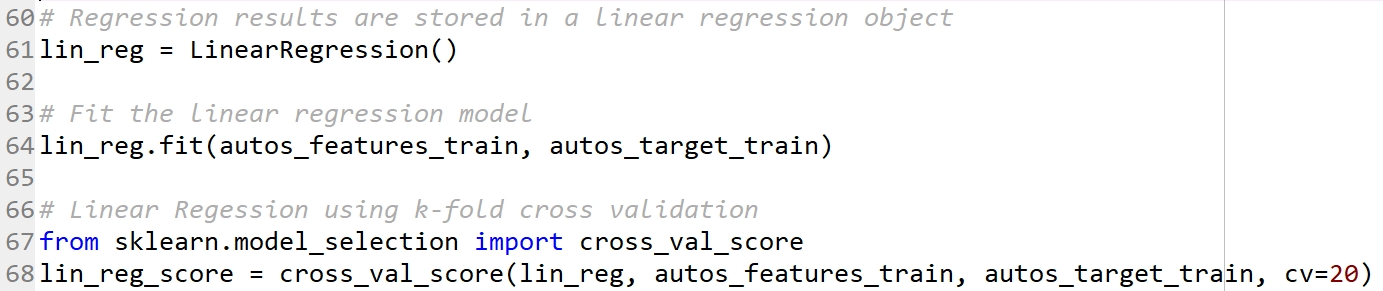 60 # Regression results are stored in a linear regression object
61 lin_reg = LinearRegression()
62
63 # Fit the linear regression model
64 lin_reg.fit(autos_features_train, autos_target_train)
65
66 # Linear Regession using k-fold cross validation
67 from sklearn.model_selection import cross_val_score
68 lin_reg_score = cross_val_score(lin_reg, autos_features_train, autos_target_train, cv=20)